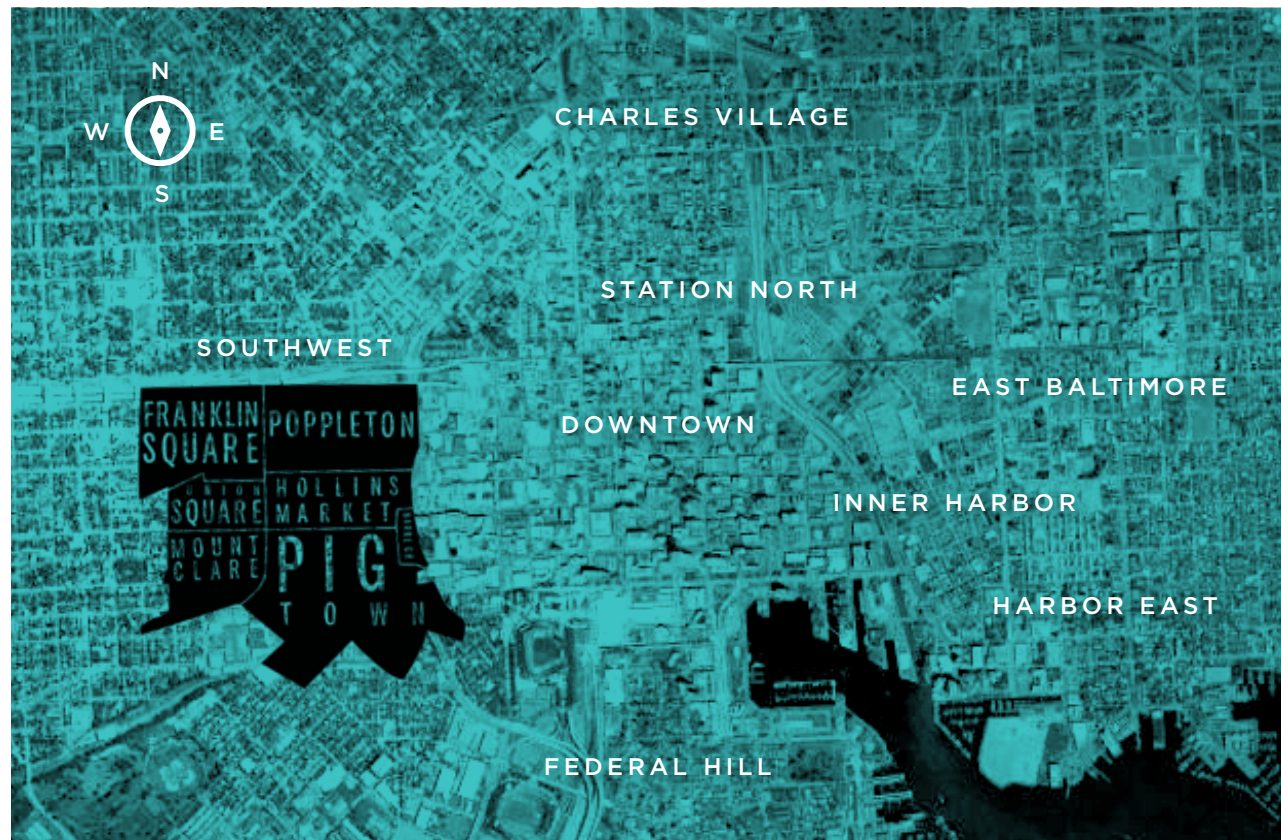 N
W E
S
CHARLES VILLAGE
STATION NORTH
SOUTHWEST
EAST BALTIMORE
DOWNTOWN
FRANKLIN
SQUARE
POPPLETON
UNION
SQUARE
HOLLINS
MARKET
MOUNT
CLARE
PIG
TOWN
INNER HARBOR
HARBOR EAST
FEDERAL HILL